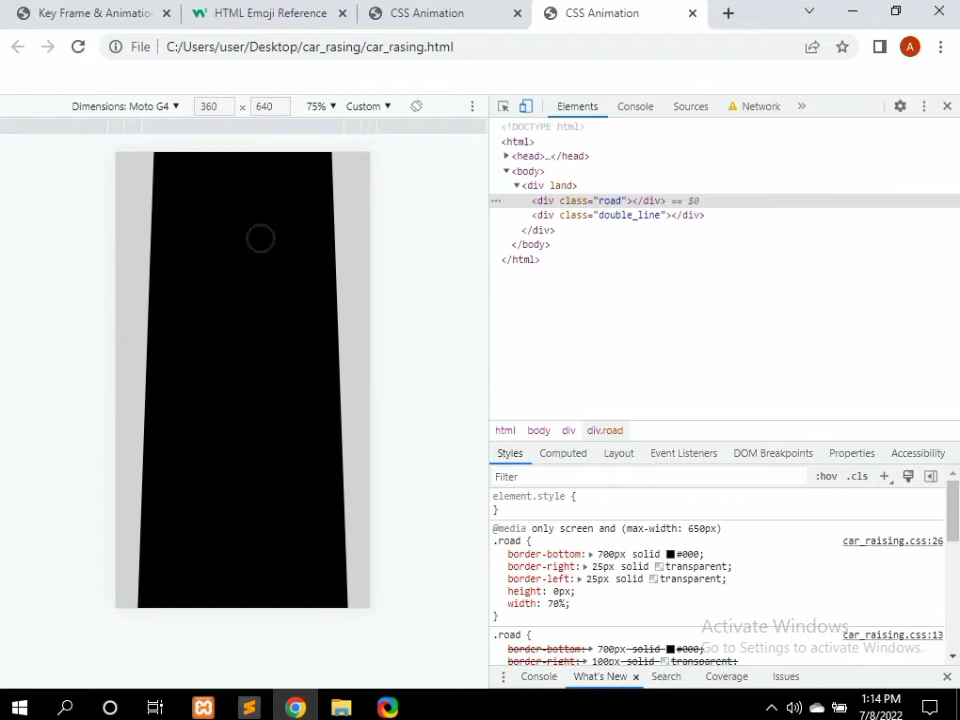 Key Frame & Animatio
HTML Emoji Reference
CSS Animation
CSS Animation
File C:/Users/user/Desktop/car_rasing/car_rasing.html
A
Dimensions: Moto G4 ▼ 360 x 640 75% ▼ Custom ▼
Elements Console Sources Network »
<!DOCTYPE html>
<html>
<head>…</head>
<body>
<div land>
<div class="road"></div> == $0
<div class="double_line"></div>
</div>
</body>
</html>
html body div div.road
Styles Computed Layout Event Listeners DOM Breakpoints Properties Accessibility
Filter :hov .cls +
element.style {
}
@media only screen and (max-width: 650px)
.road { car_raising.css:26
border-bottom: 700px solid #000;
border-right: 25px solid transparent;
border-left: 25px solid transparent;
height: 0px;
width: 70%;
}
Activate Windows
.road { car_raising.css:13
border-bottom: 700px solid #000;
Go to Settings to activate Windows.
border-right: 100px solid transparent;
Console What's New Search Coverage Issues
1:14 PM
7/8/2022